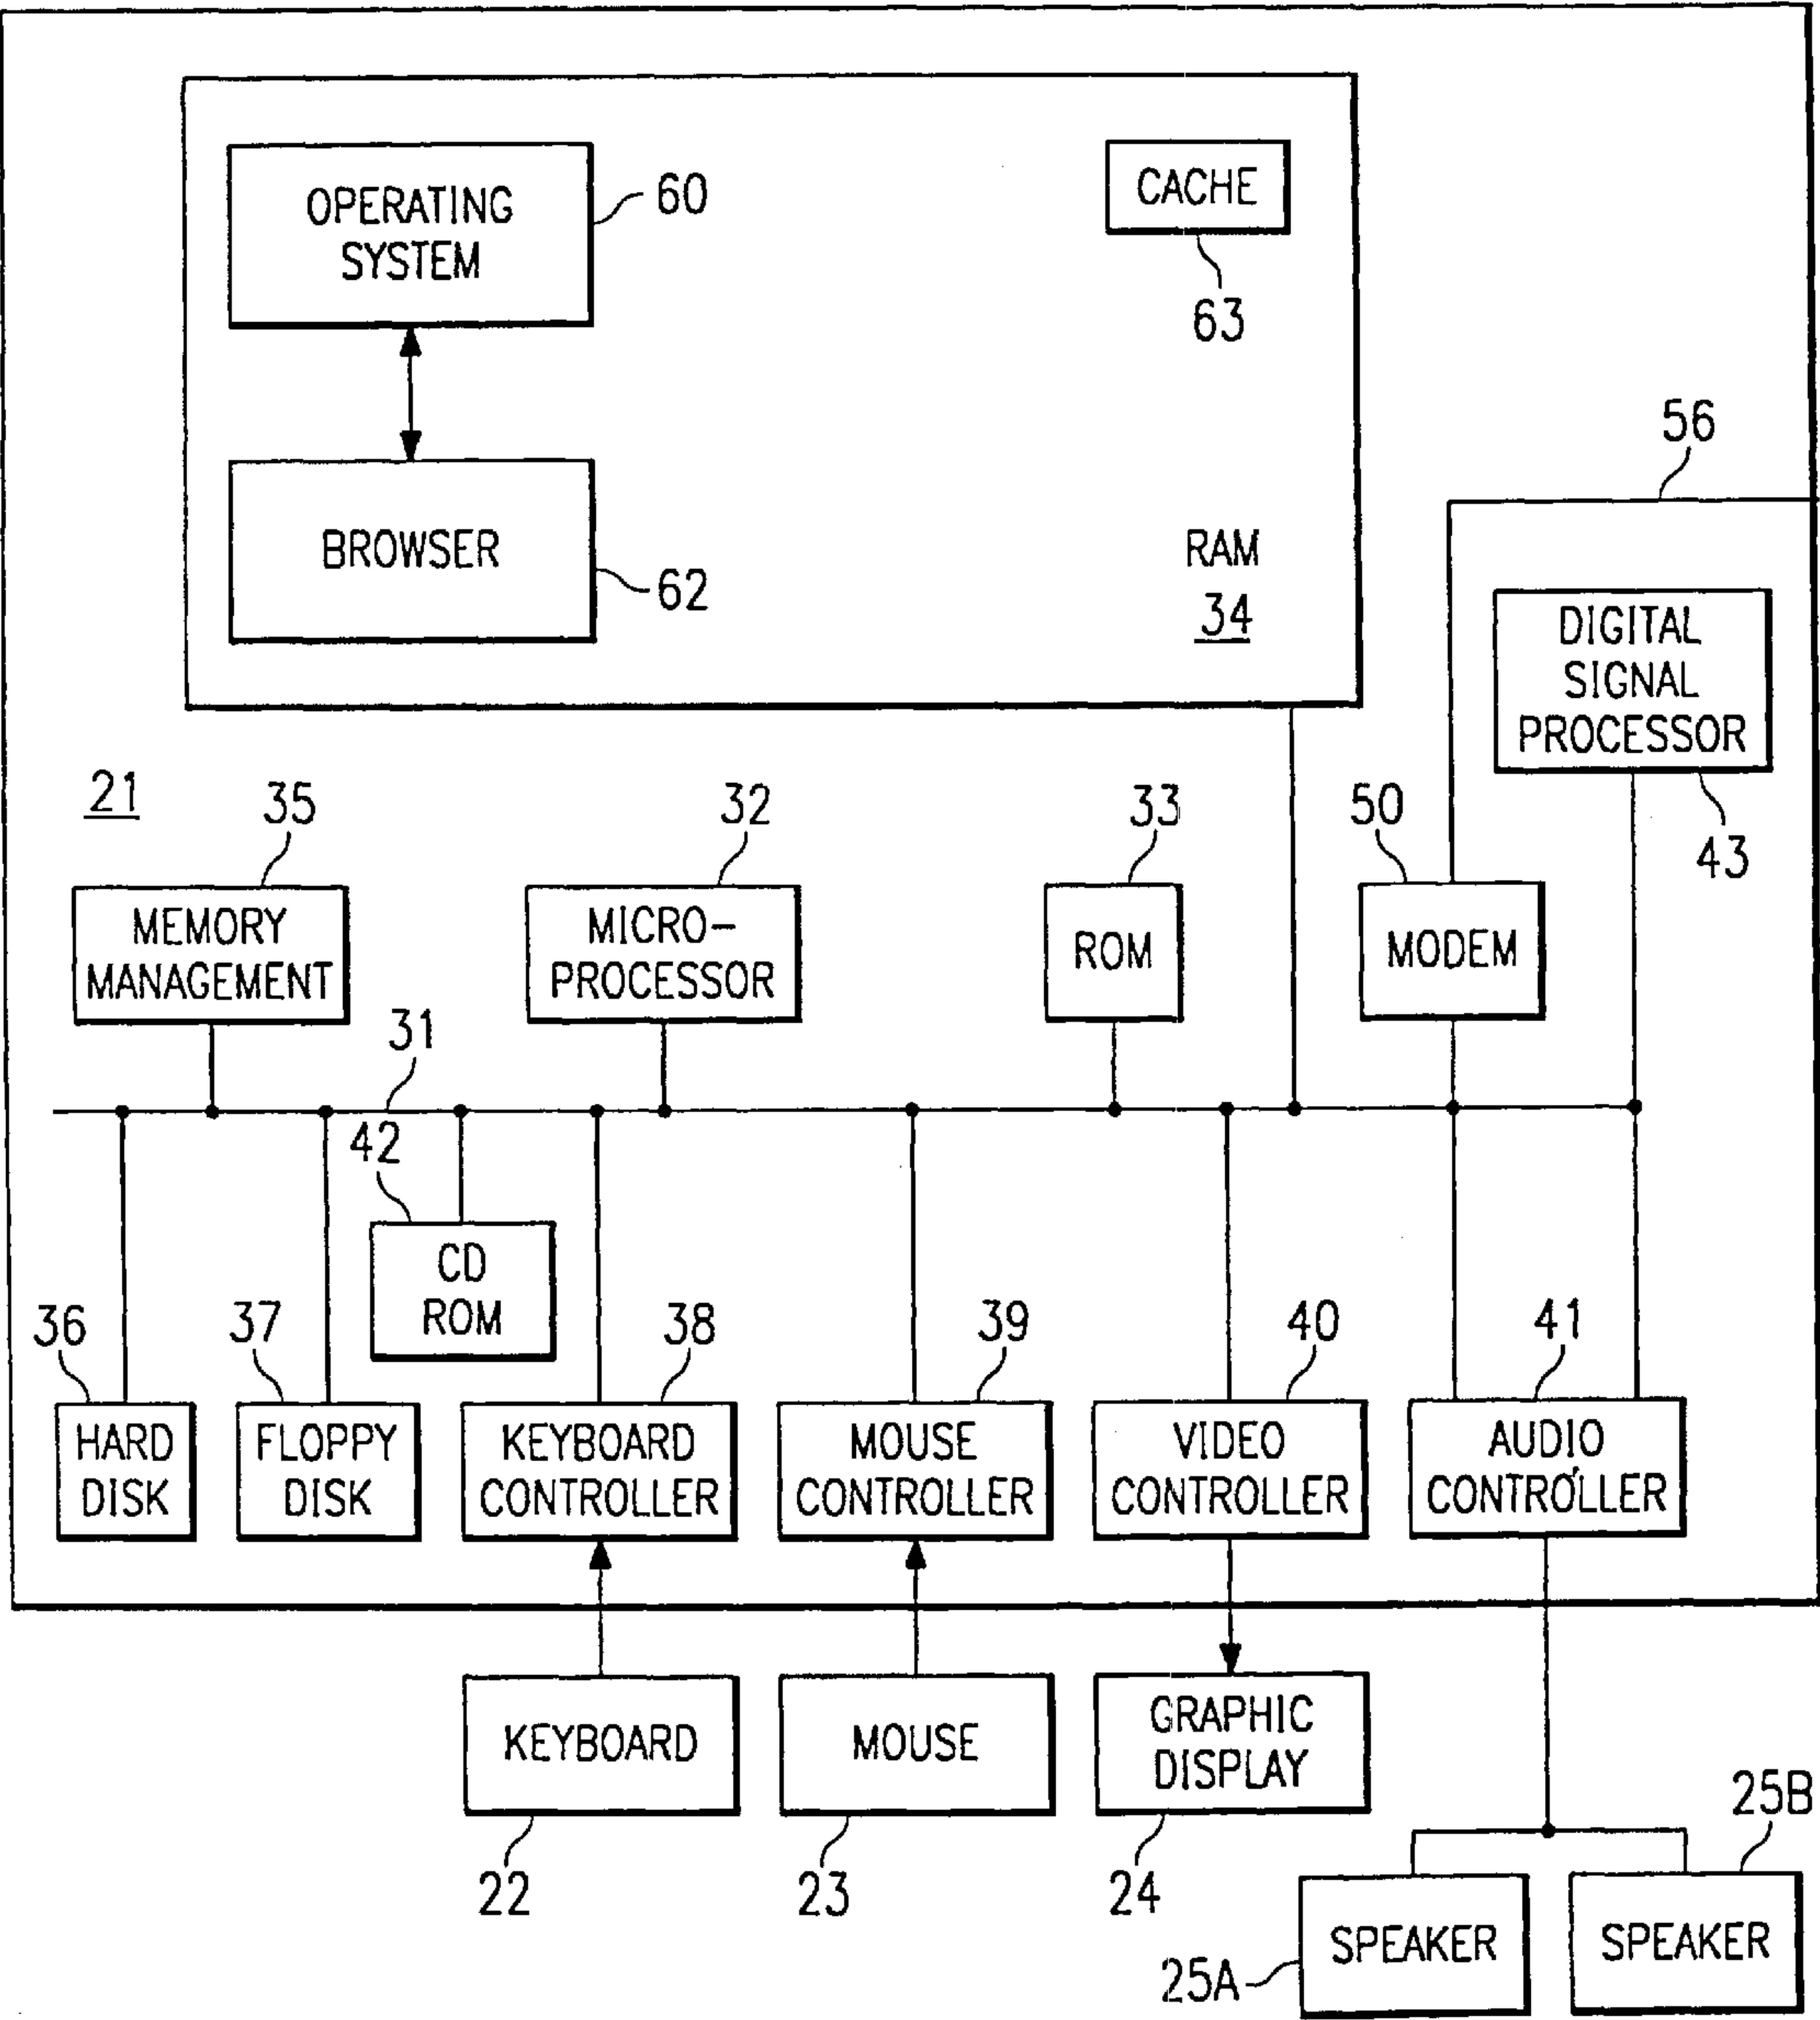 OPERATING
SYSTEM
60
CACHE
63
56
BROWSER
62
RAM
34
DIGITAL
SIGNAL
PROCESSOR
43
21
35
32
33
50
MEMORY
MANAGEMENT
MICRO-
PROCESSOR
ROM
MODEM
31
42
CD
ROM
36
37
38
39
40
41
HARD
DISK
FLOPPY
DISK
KEYBOARD
CONTROLLER
MOUSE
CONTROLLER
VIDEO
CONTROLLER
AUDIO
CONTROLLER
KEYBOARD
MOUSE
GRAPHIC
DISPLAY
22
23
24
25B
25A
SPEAKER
SPEAKER